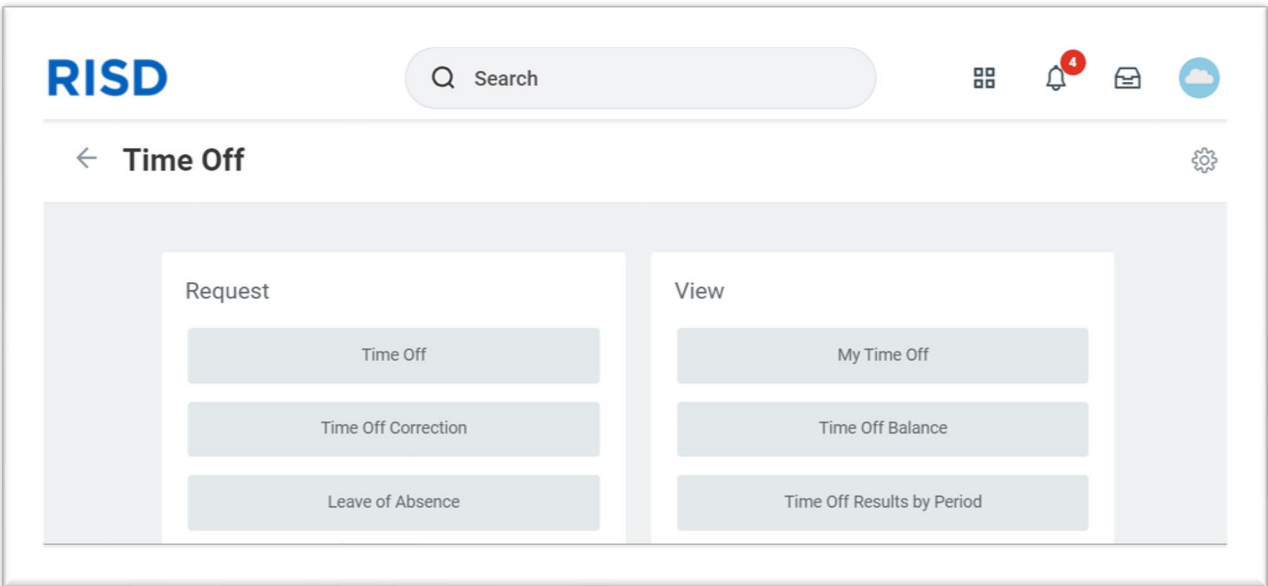 RISD
Search
4
Time Off
Request
Time Off
Time Off Correction
Leave of Absence
View
My Time Off
Time Off Balance
Time Off Results by Period